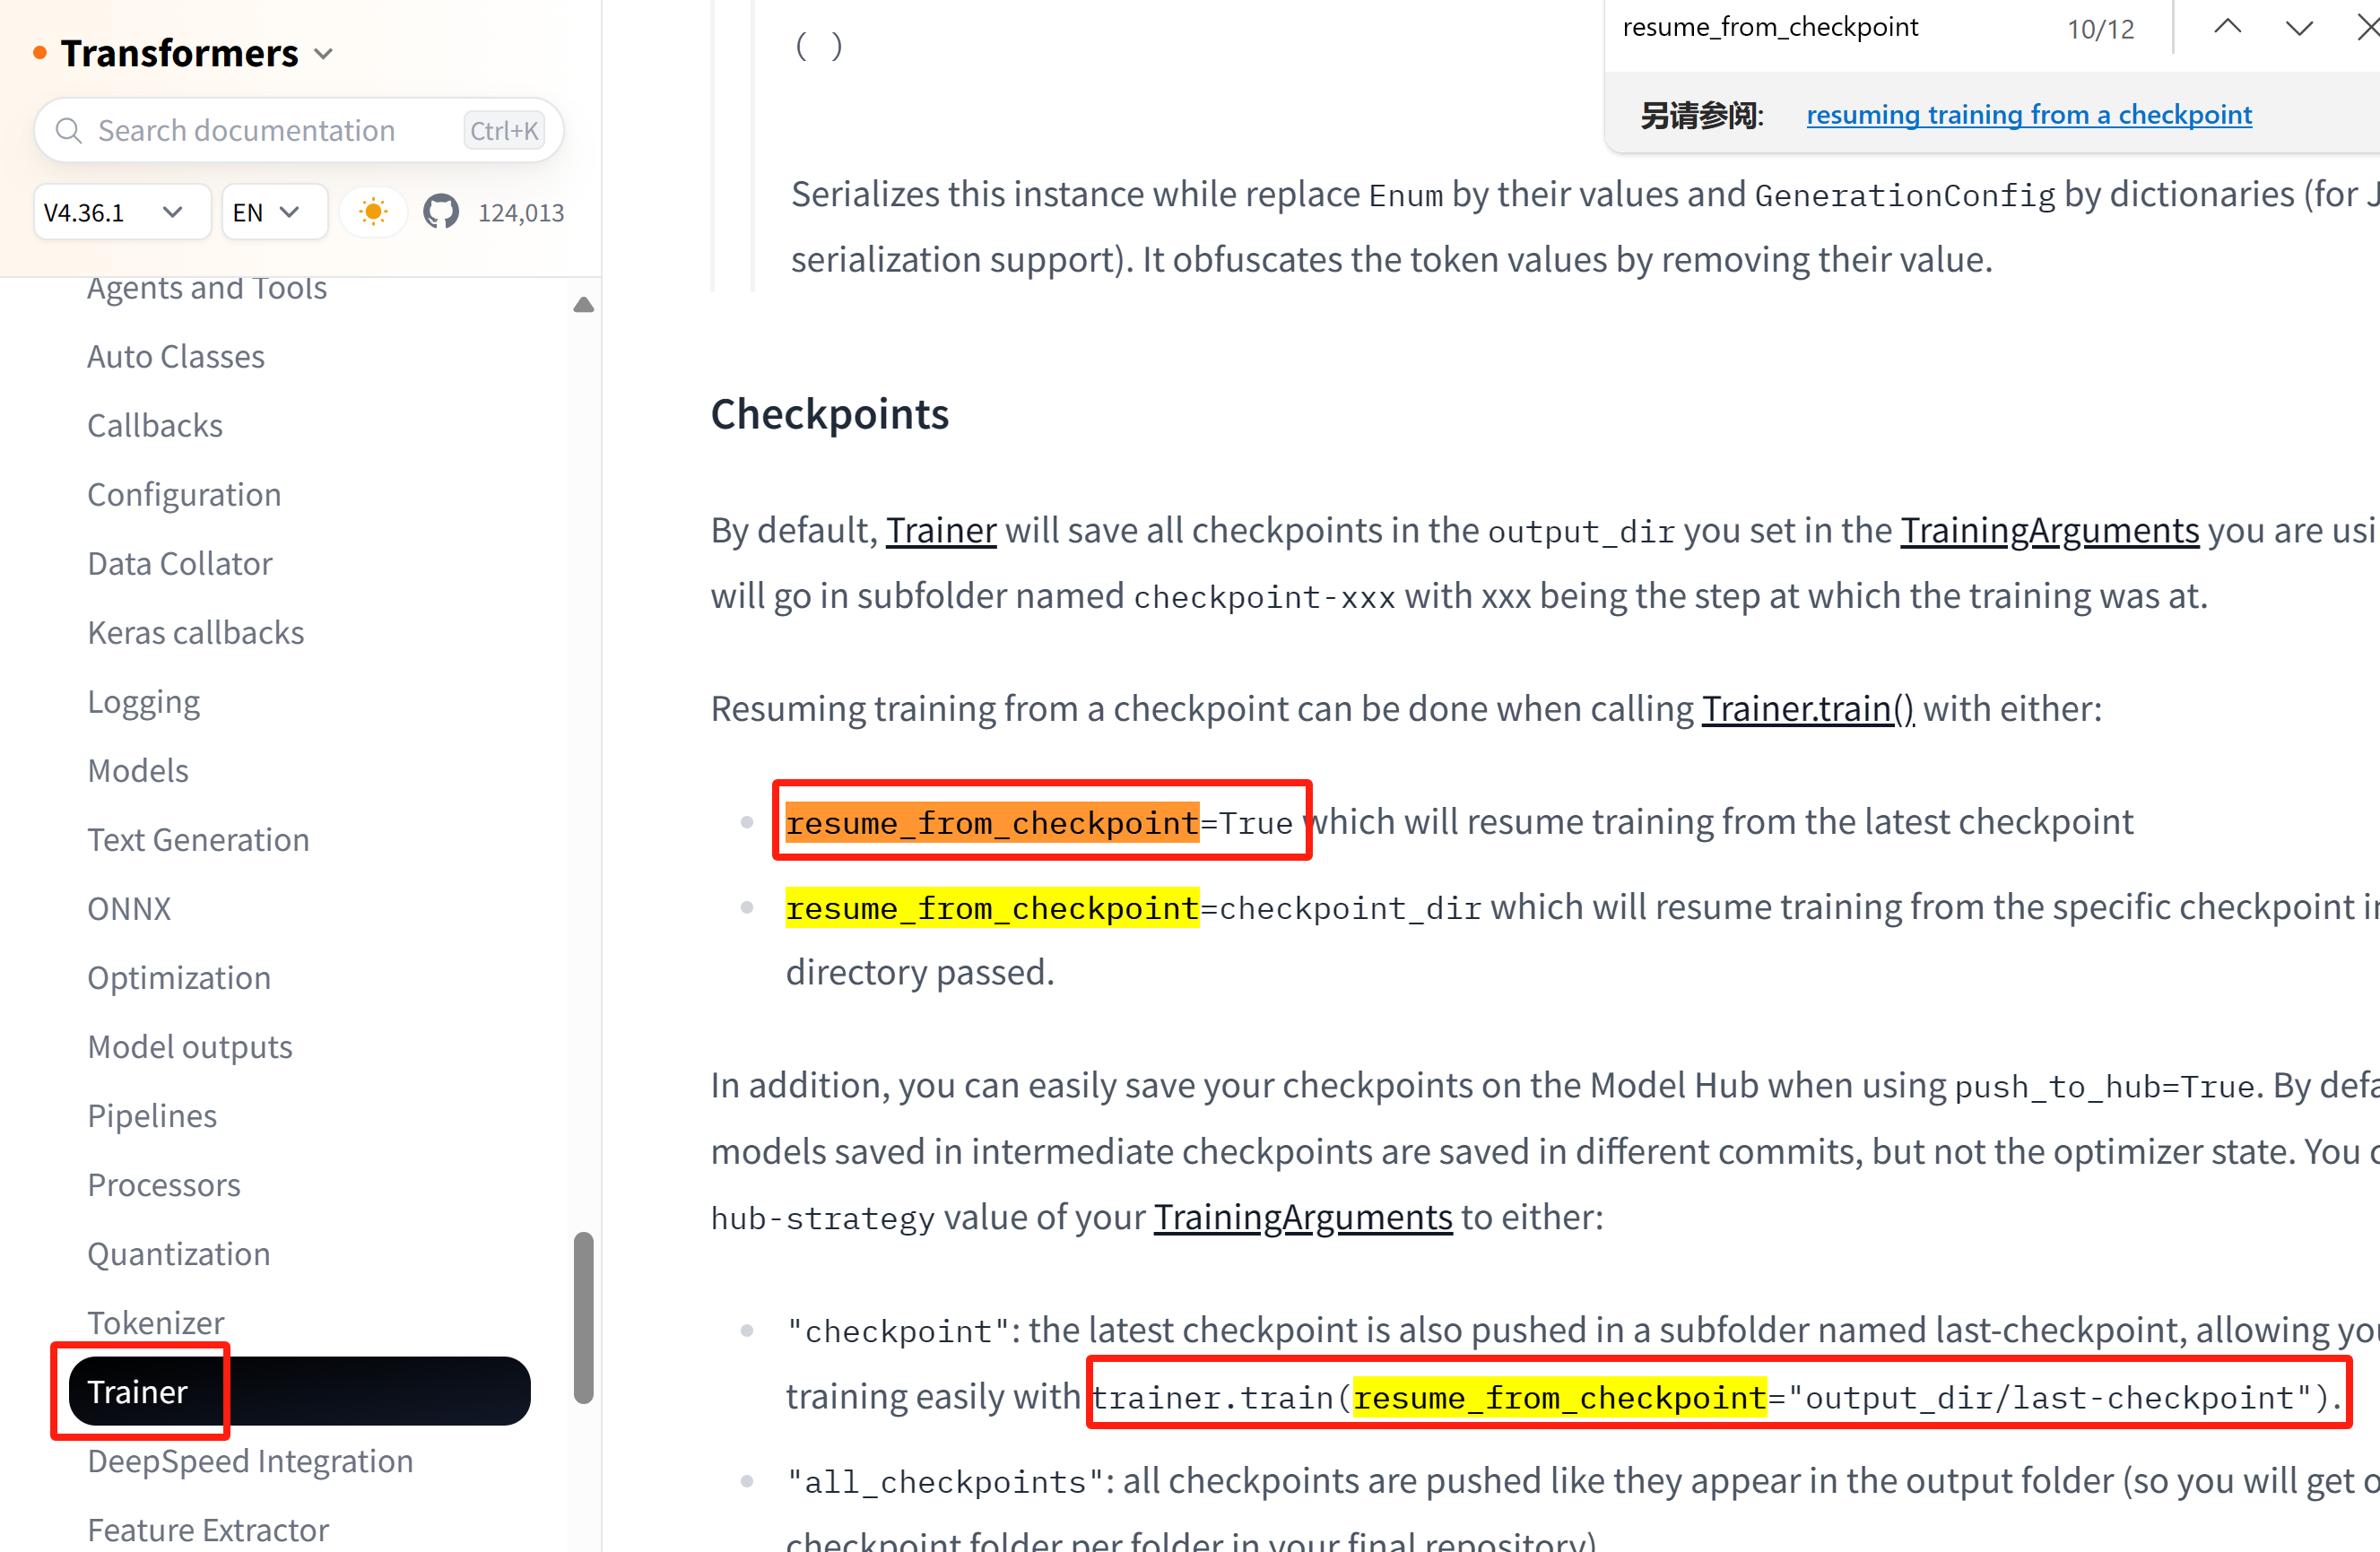 Transformers
Search documentation Ctrl+K
V4.36.1 EN 124,013
Agents and Tools
Auto Classes
Callbacks
Configuration
Data Collator
Keras callbacks
Logging
Models
Text Generation
ONNX
Optimization
Model outputs
Pipelines
Processors
Quantization
Tokenizer
Trainer
DeepSpeed Integration
Feature Extractor
resume_from_checkpoint 10/12
另请参阅: resuming training from a checkpoint
( )
Serializes this instance while replace Enum by their values and GenerationConfig by dictionaries (for J
serialization support). It obfuscates the token values by removing their value.
Checkpoints
By default, Trainer will save all checkpoints in the output_dir you set in the TrainingArguments you are usi
will go in subfolder named checkpoint-xxx with xxx being the step at which the training was at.
Resuming training from a checkpoint can be done when calling Trainer.train() with either:
resume_from_checkpoint=True which will resume training from the latest checkpoint
resume_from_checkpoint=checkpoint_dir which will resume training from the specific checkpoint in
directory passed.
In addition, you can easily save your checkpoints on the Model Hub when using push_to_hub=True. By defa
models saved in intermediate checkpoints are saved in different commits, but not the optimizer state. You c
hub-strategy value of your TrainingArguments to either:
"checkpoint": the latest checkpoint is also pushed in a subfolder named last-checkpoint, allowing you
training easily with trainer.train(resume_from_checkpoint="output_dir/last-checkpoint").
"all_checkpoints": all checkpoints are pushed like they appear in the output folder (so you will get o
checkpoint folder per folder in your final repository)